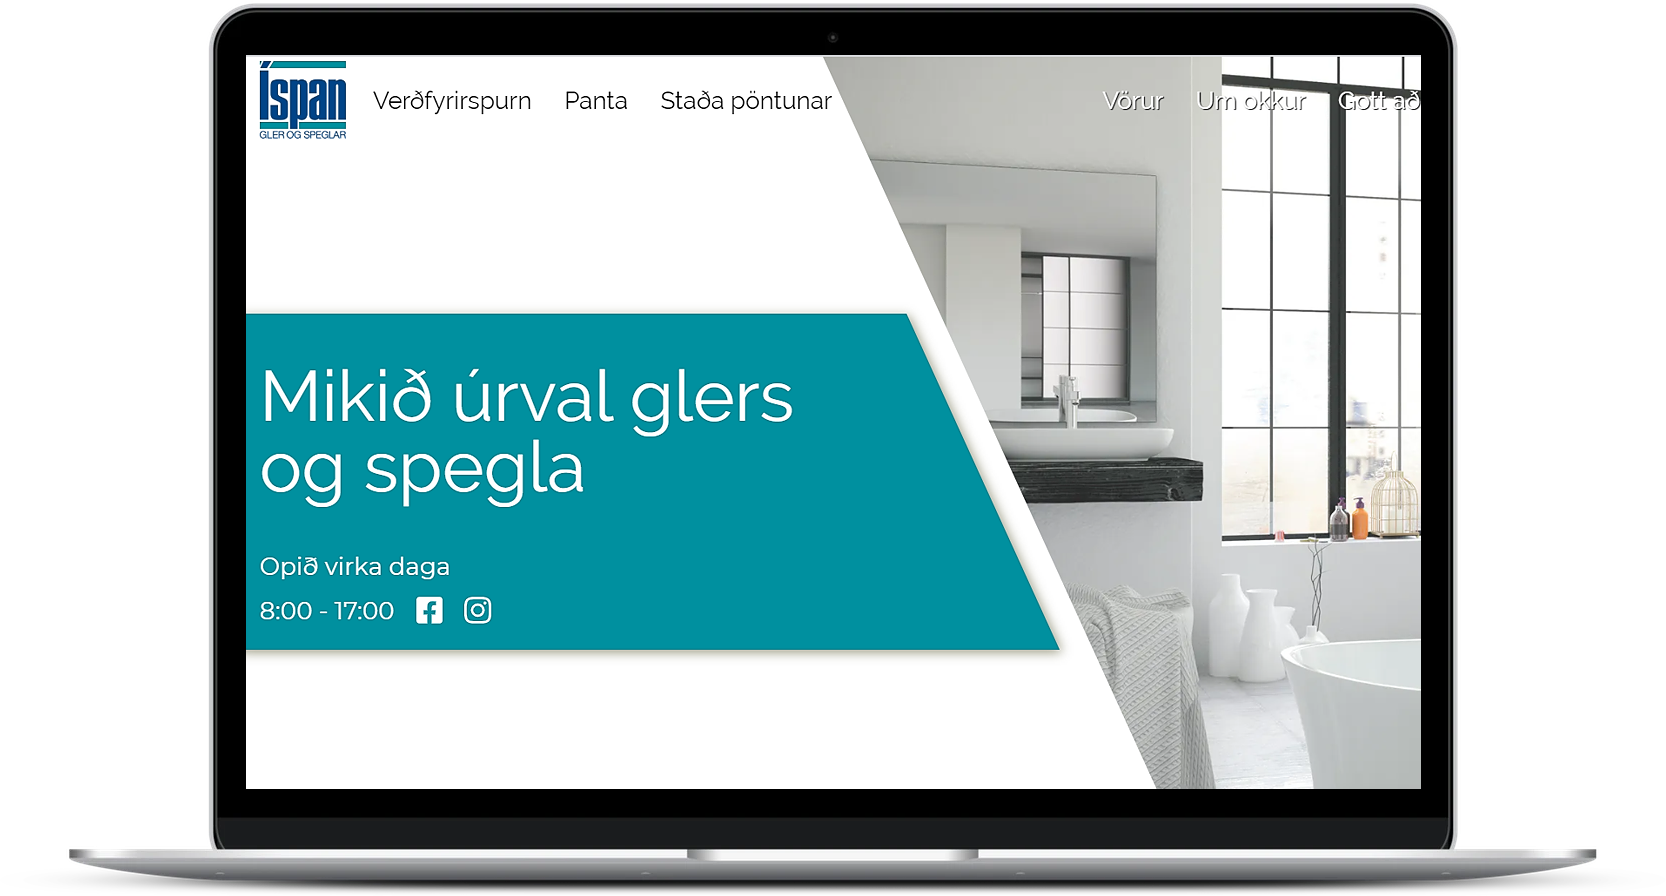 Íspan
GLER OG SPEGLAR
Verðfyrirspurn Panta Staða pöntunar Vörur Um okkur Gott að
Mikið úrval glers
og spegla
Opið virka daga
8:00 - 17:00